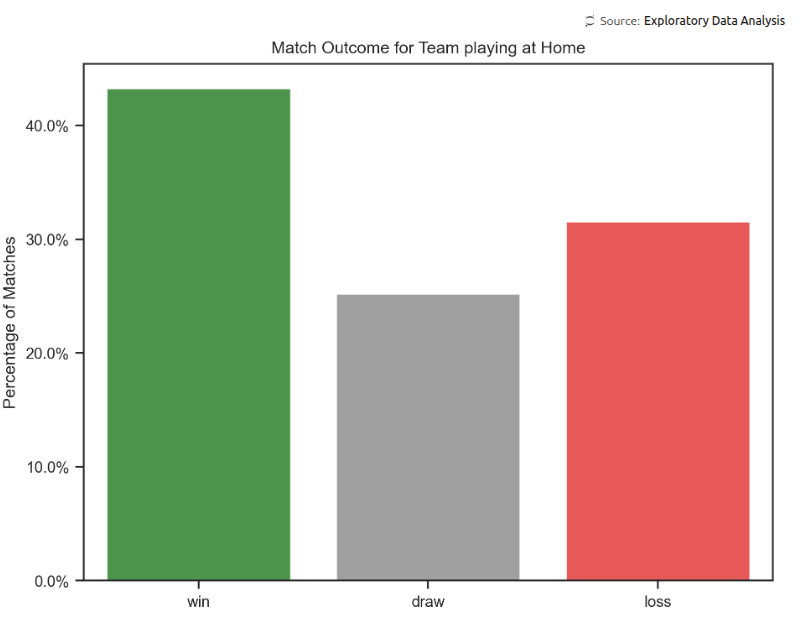 Source: Exploratory Data Analysis
Match Outcome for Team playing at Home
Percentage of Matches
40.0%
30.0%
20.0%
10.0%
0.0%
win draw loss